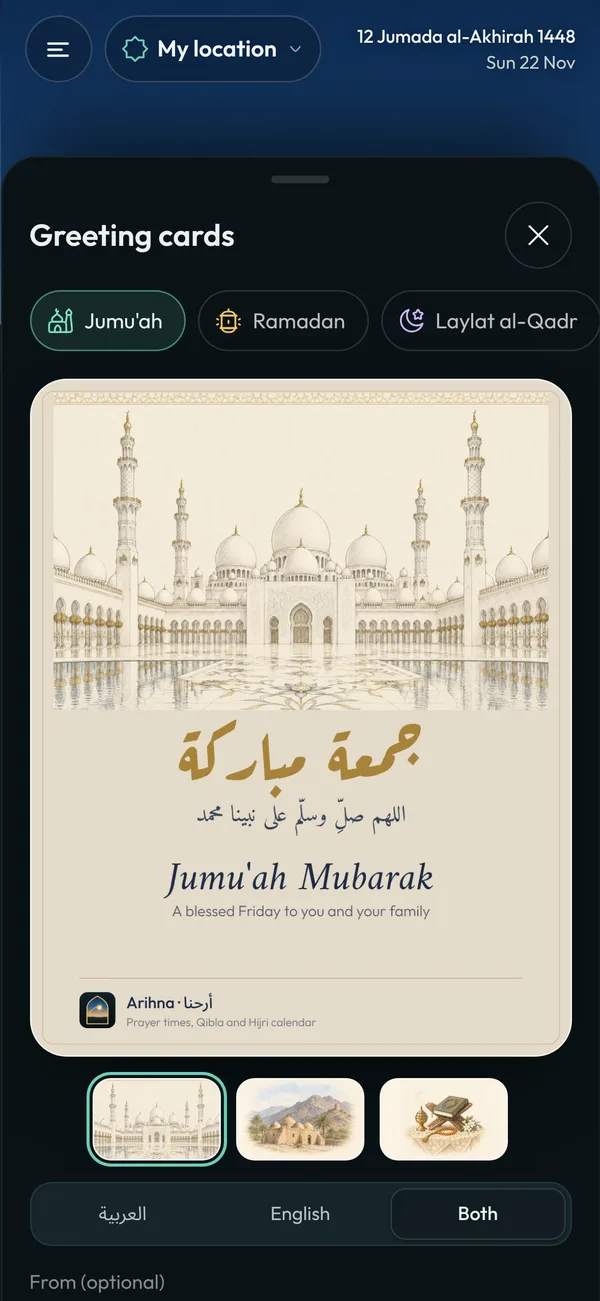 My location
12 Jumada al-Akhirah 1448
Sun 22 Nov
Greeting cards
Jumu'ah
Ramadan
Laylat al-Qadr
جمعة مباركة
اللهم صلِّ وسلّم على نبينا محمد
Jumu'ah Mubarak
A blessed Friday to you and your family
Arihna · أرحنا
Prayer times, Qibla and Hijri calendar
العربية
English
Both
From (optional)